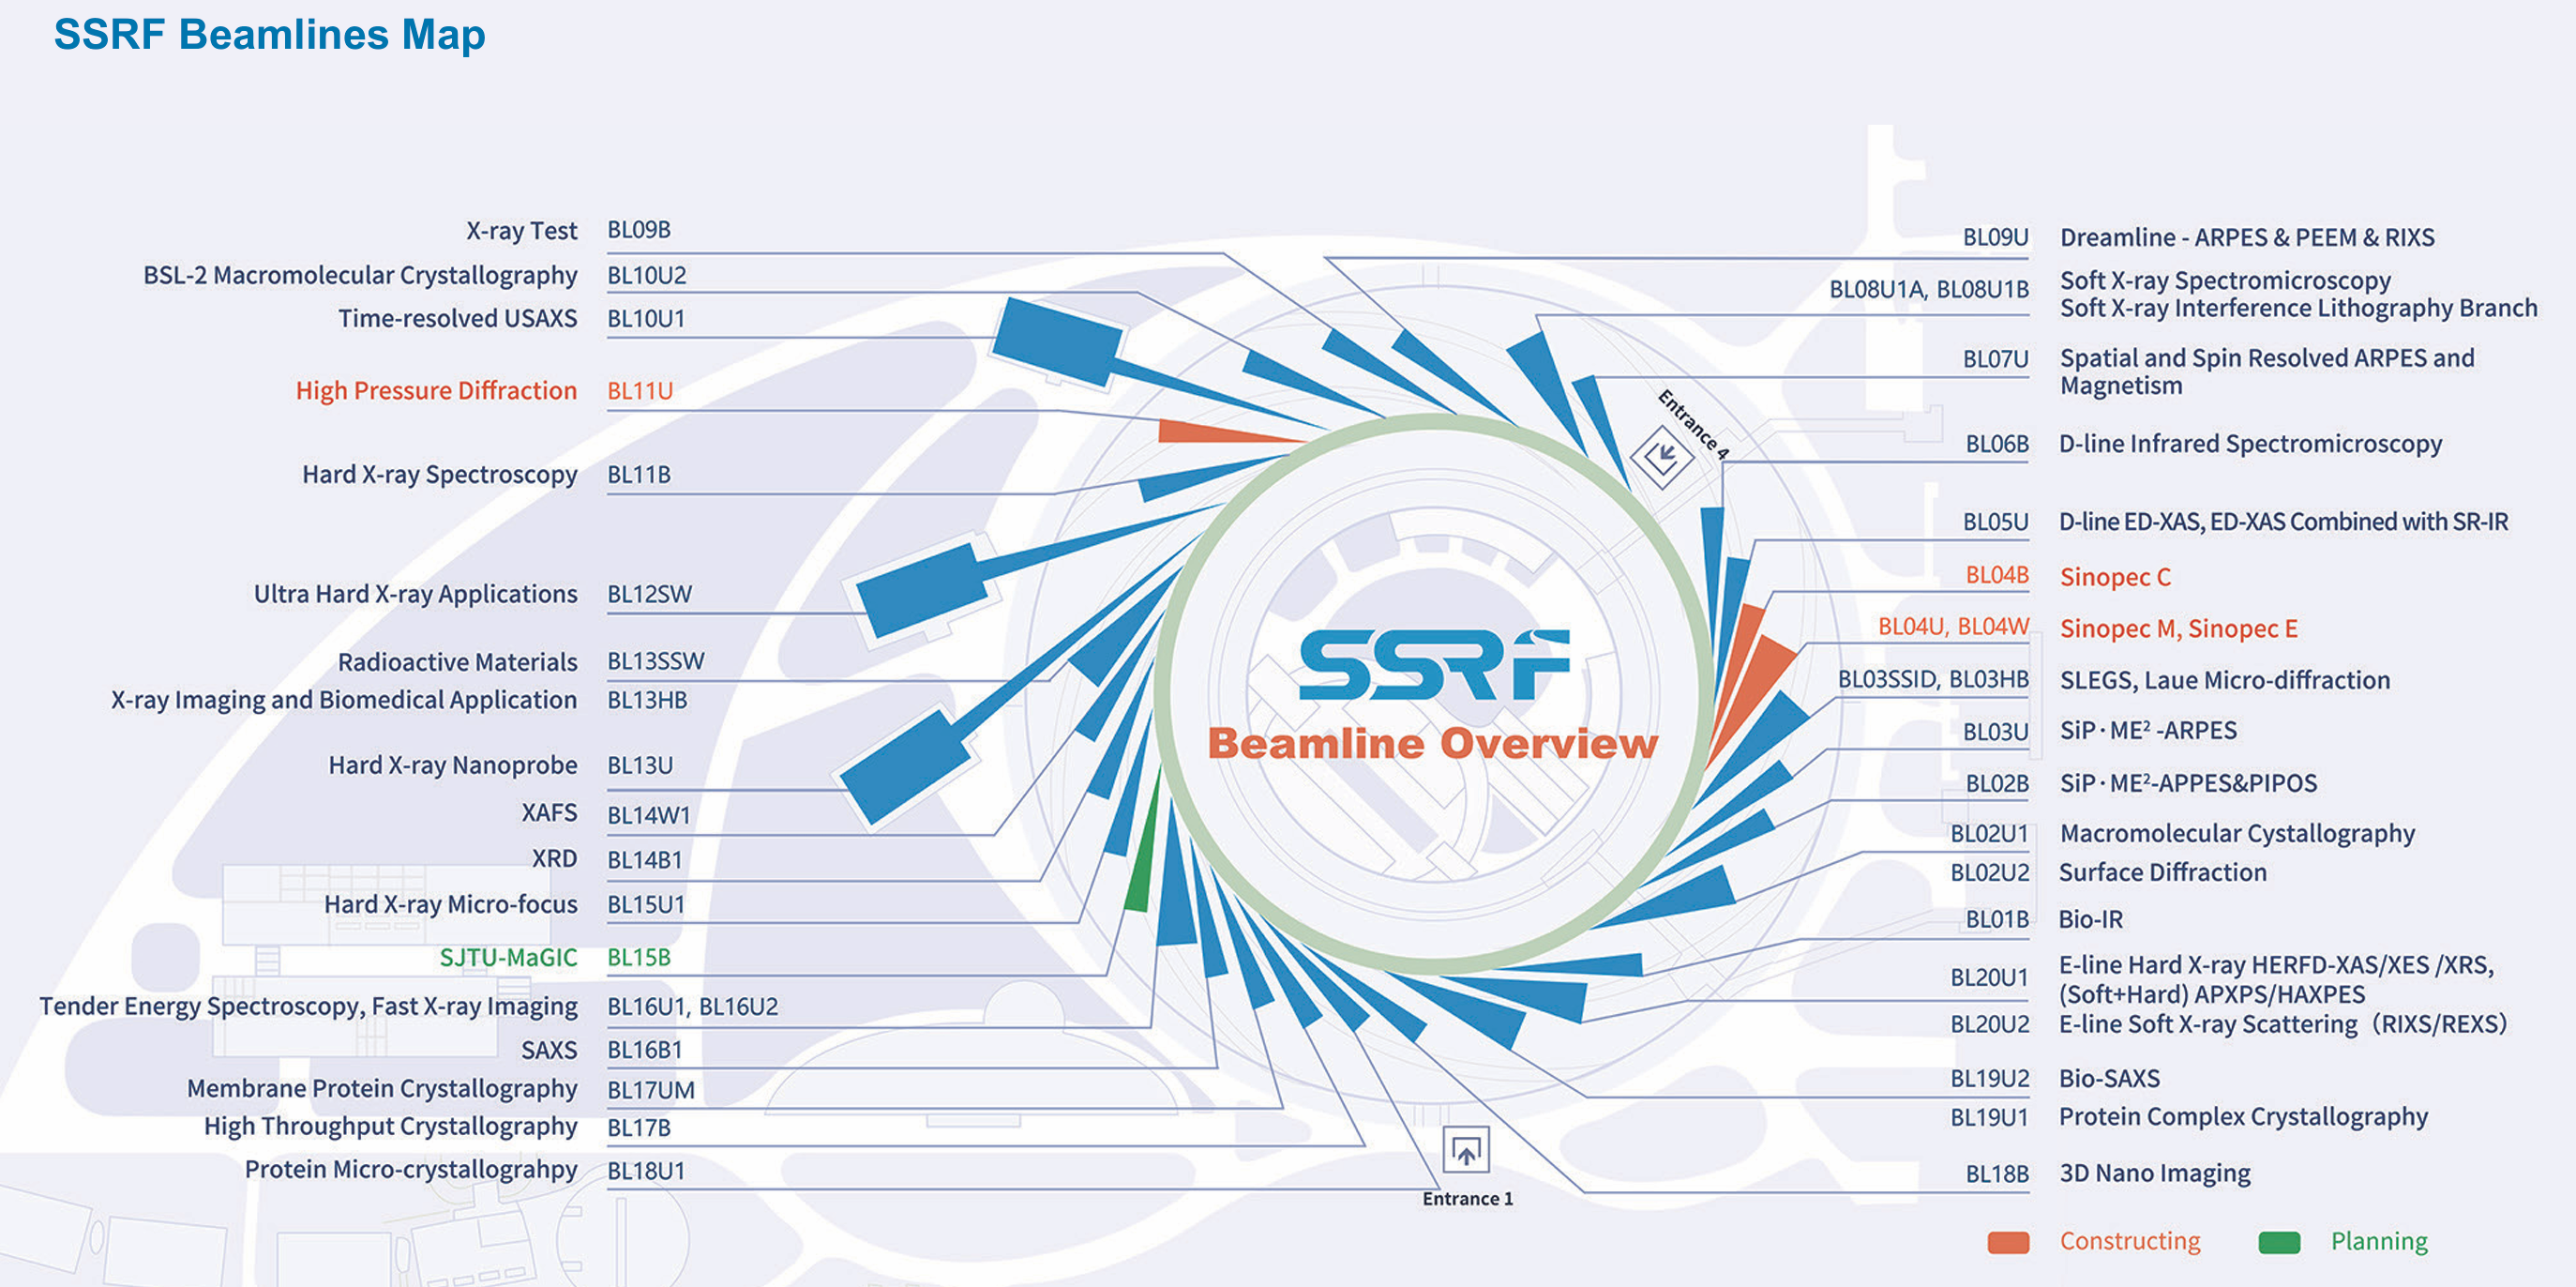 SSRF Beamlines Map
X-ray Test BL09B
BSL-2 Macromolecular Crystallography BL10U2
Time-resolved USAXS BL10U1
High Pressure Diffraction BL11U
Hard X-ray Spectroscopy BL11B
Ultra Hard X-ray Applications BL12SW
Radioactive Materials BL13SSW
X-ray Imaging and Biomedical Application BL13HB
Hard X-ray Nanoprobe BL13U
XAFS BL14W1
XRD BL14B1
Hard X-ray Micro-focus BL15U1
SJTU-MaGIC BL15B
Tender Energy Spectroscopy, Fast X-ray Imaging BL16U1, BL16U2
SAXS BL16B1
Membrane Protein Crystallography BL17UM
High Throughput Crystallography BL17B
Protein Micro-crystallograhpy BL18U1
Entrance 4
SSRF
Beamline Overview
Entrance 1
BL09U Dreamline - ARPES & PEEM & RIXS
BL08U1A, BL08U1B Soft X-ray Spectromicroscopy
Soft X-ray Interference Lithography Branch
BL07U Spatial and Spin Resolved ARPES and
Magnetism
BL06B D-line Infrared Spectromicroscopy
BL05U D-line ED-XAS, ED-XAS Combined with SR-IR
BL04B Sinopec C
BL04U, BL04W Sinopec M, Sinopec E
BL03SSID, BL03HB SLEGS, Laue Micro-diffraction
BL03U SiP·ME² -ARPES
BL02B SiP·ME²-APPES&PIPOS
BL02U1 Macromolecular Cystallography
BL02U2 Surface Diffraction
BL01B Bio-IR
BL20U1 E-line Hard X-ray HERFD-XAS/XES /XRS,
(Soft+Hard) APXPS/HAXPES
BL20U2 E-line Soft X-ray Scattering（RIXS/REXS）
BL19U2 Bio-SAXS
BL19U1 Protein Complex Crystallography
BL18B 3D Nano Imaging
Constructing Planning